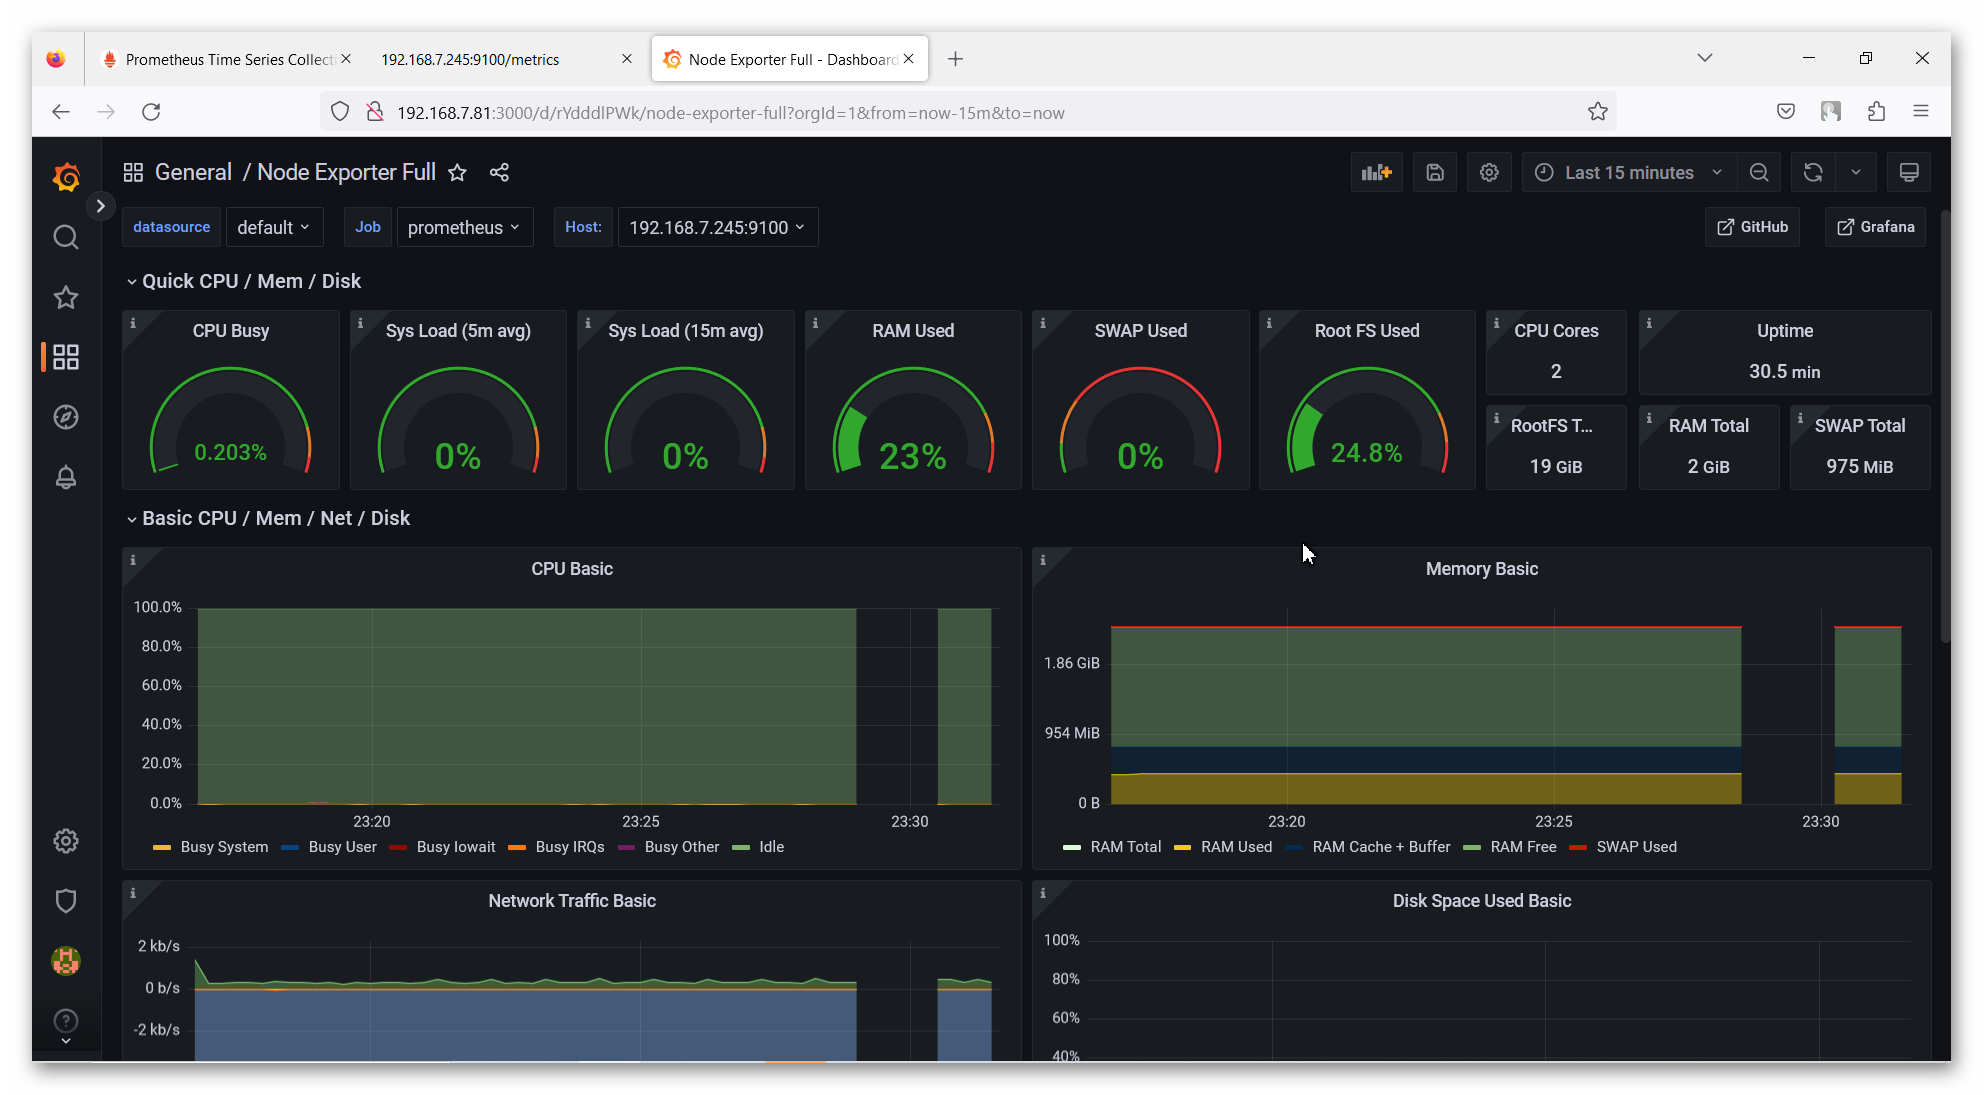 Prometheus Time Series Collecti
192.168.7.245:9100/metrics
Node Exporter Full - Dashboard
192.168.7.81:3000/d/rYdddlPWk/node-exporter-full?orgId=1&from=now-15m&to=now
General / Node Exporter Full
Last 15 minutes
datasource default Job prometheus Host: 192.168.7.245:9100 GitHub Grafana
Quick CPU / Mem / Disk
CPU Busy
0.203%
Sys Load (5m avg)
0%
Sys Load (15m avg)
0%
RAM Used
23%
SWAP Used
0%
Root FS Used
24.8%
CPU Cores
2
Uptime
30.5 min
RootFS T...
19 GiB
RAM Total
2 GiB
SWAP Total
975 MiB
Basic CPU / Mem / Net / Disk
CPU Basic
100.0%
80.0%
60.0%
40.0%
20.0%
0.0%
23:20 23:25 23:30
Busy System Busy User Busy Iowait Busy IRQs Busy Other Idle
Memory Basic
1.86 GiB
954 MiB
0 B
23:20 23:25 23:30
RAM Total RAM Used RAM Cache + Buffer RAM Free SWAP Used
Network Traffic Basic
2 kb/s
0 b/s
-2 kb/s
Disk Space Used Basic
100%
80%
60%
40%